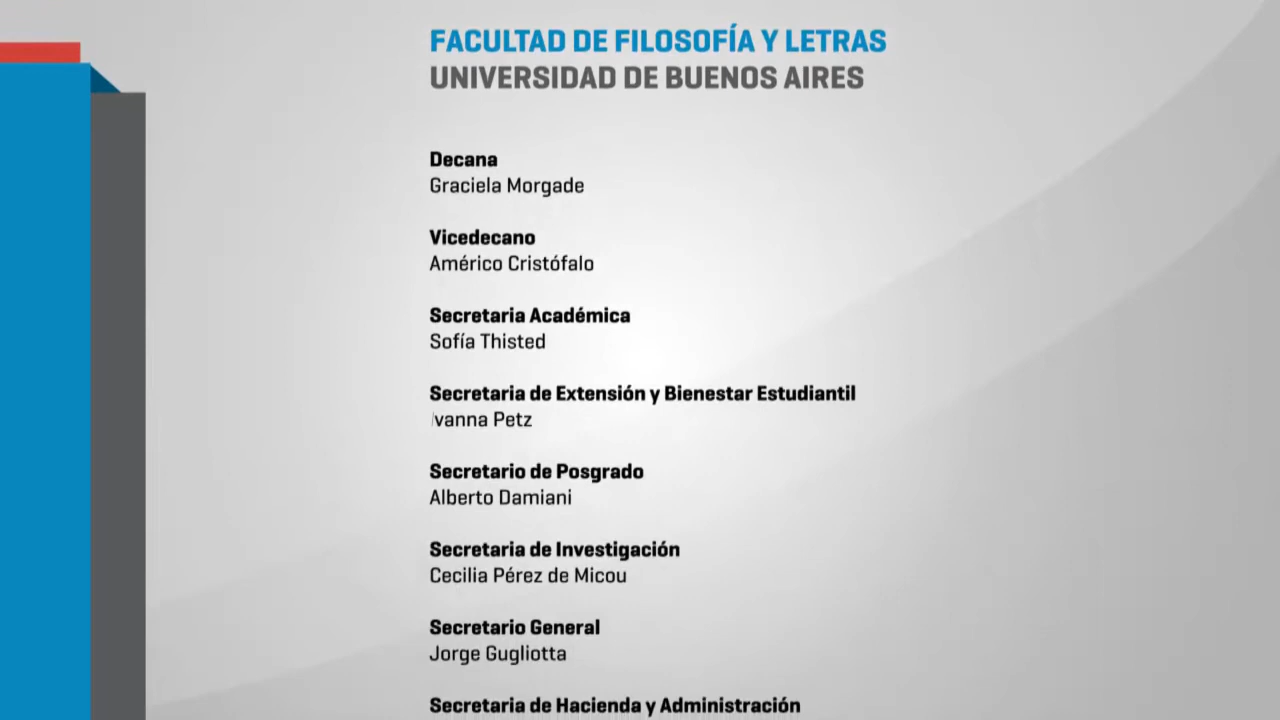 FACULTAD DE FILOSOFÍA Y LETRAS
UNIVERSIDAD DE BUENOS AIRES
Decana
Graciela Morgade
Vicedecano
Américo Cristófalo
Secretaria Académica
Sofía Thisted
Secretaria de Extensión y Bienestar Estudiantil
Ivanna Petz
Secretario de Posgrado
Alberto Damiani
Secretaria de Investigación
Cecilia Pérez de Micou
Secretario General
Jorge Gugliotta
Secretaria de Hacienda y Administración